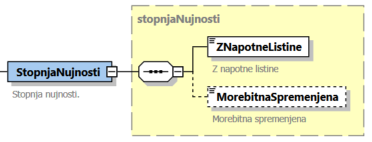 stopnjaNujnosti
ZNapotneListine
Z napotne listine
StopnjaNujnosti
Stopnja nujnosti.
MorebitnaSpremenjena
Morebitna spremenjena